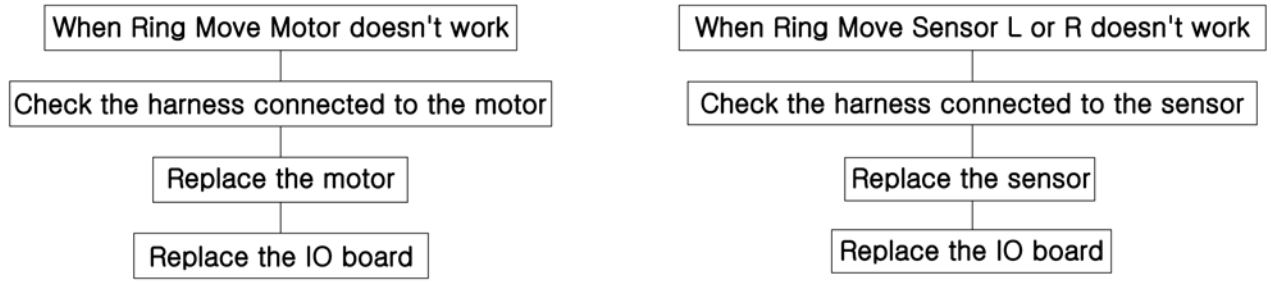 When Ring Move Motor doesn't work
Check the harness connected to the motor
Replace the motor
Replace the IO board
When Ring Move Sensor L or R doesn't work
Check the harness connected to the sensor
Replace the sensor
Replace the IO board